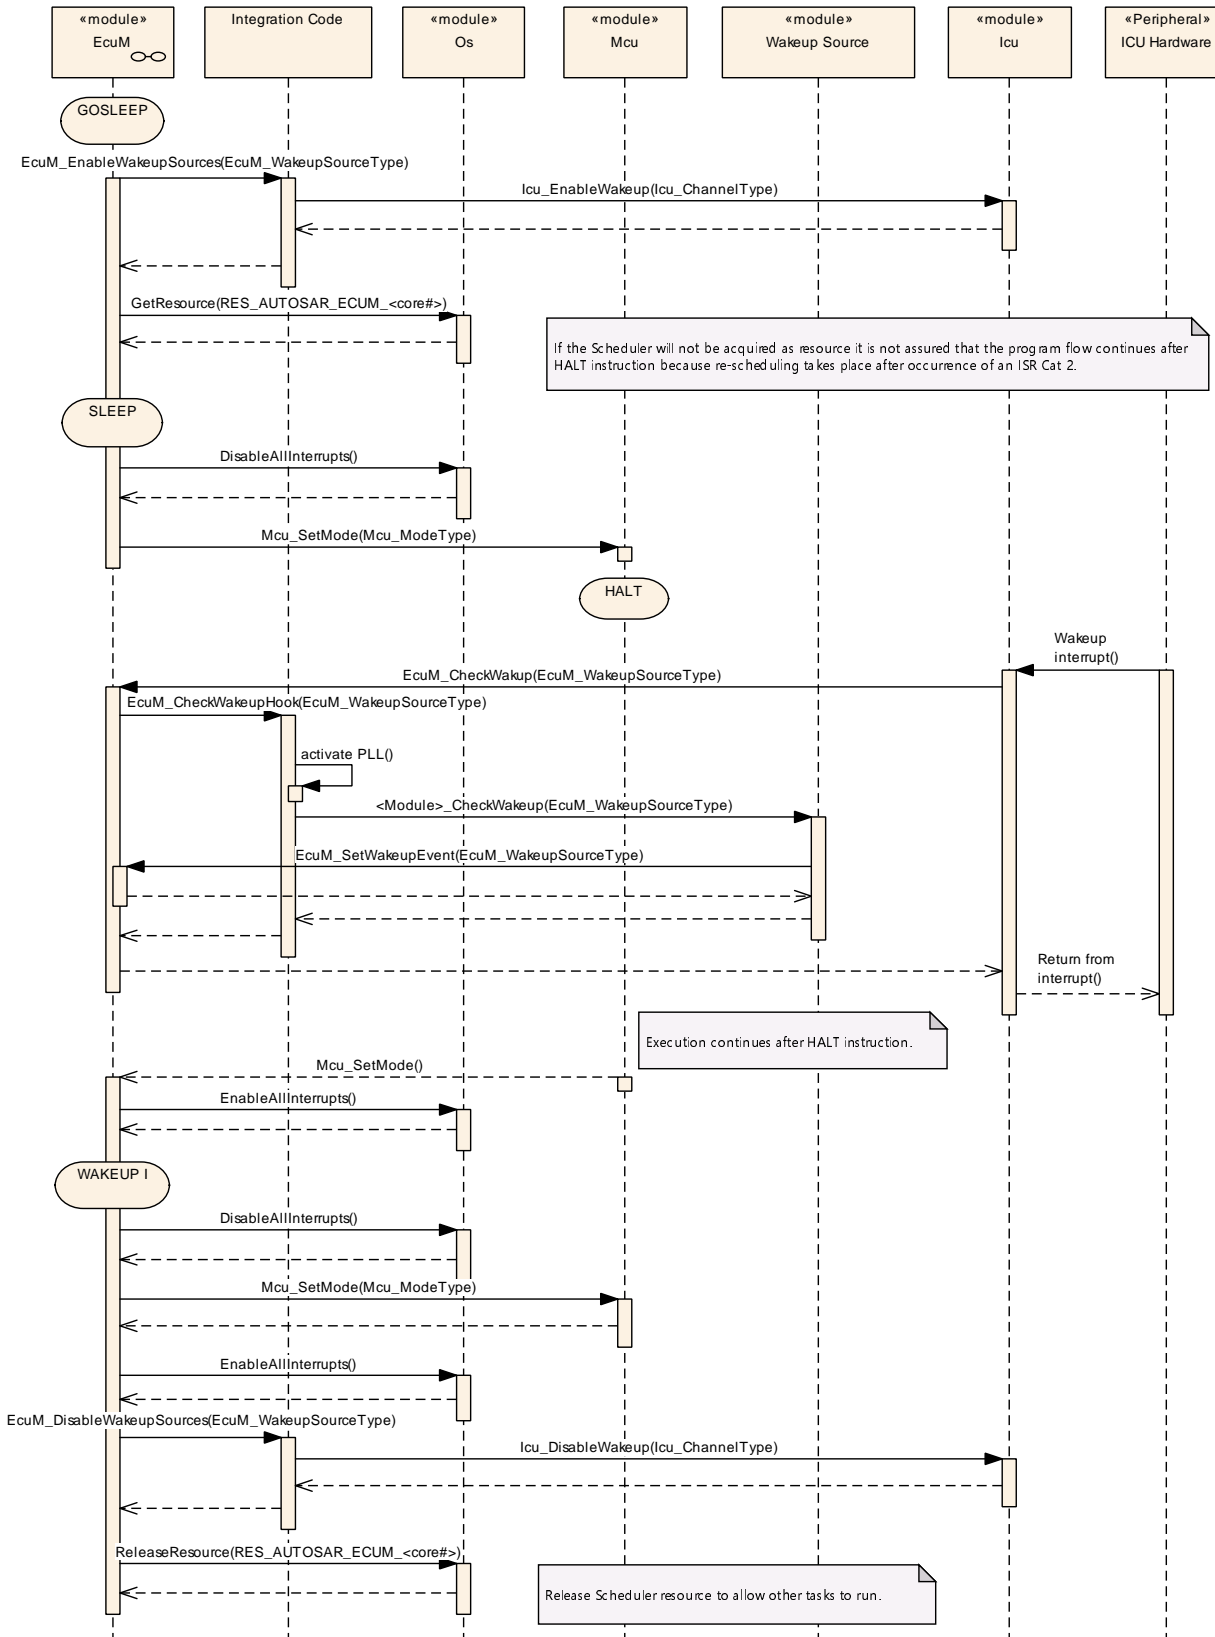 «module»
EcuM
Integration Code
«module»
Os
«module»
Mcu
«module»
Wakeup Source
«module»
Icu
«Peripheral»
ICU Hardware
GOSLEEP
EcuM_EnableWakeupSources(EcuM_WakeupSourceType)
Icu_EnableWakeup(Icu_ChannelType)
GetResource(RES_AUTOSAR_ECUM_<core#>)
If the Scheduler will not be acquired as resource it is not assured that the program flow continues after
HALT instruction because re-scheduling takes place after occurrence of an ISR Cat 2.
SLEEP
DisableAllInterrupts()
Mcu_SetMode(Mcu_ModeType)
HALT
Wakeup
interrupt()
EcuM_CheckWakup(EcuM_WakeupSourceType)
EcuM_CheckWakeupHook(EcuM_WakeupSourceType)
activate PLL()
<Module>_CheckWakeup(EcuM_WakeupSourceType)
EcuM_SetWakeupEvent(EcuM_WakeupSourceType)
Return from
interrupt()
Execution continues after HALT instruction.
Mcu_SetMode()
EnableAllInterrupts()
WAKEUP I
DisableAllInterrupts()
Mcu_SetMode(Mcu_ModeType)
EnableAllInterrupts()
EcuM_DisableWakeupSources(EcuM_WakeupSourceType)
Icu_DisableWakeup(Icu_ChannelType)
ReleaseResource(RES_AUTOSAR_ECUM_<core#>)
Release Scheduler resource to allow other tasks to run.